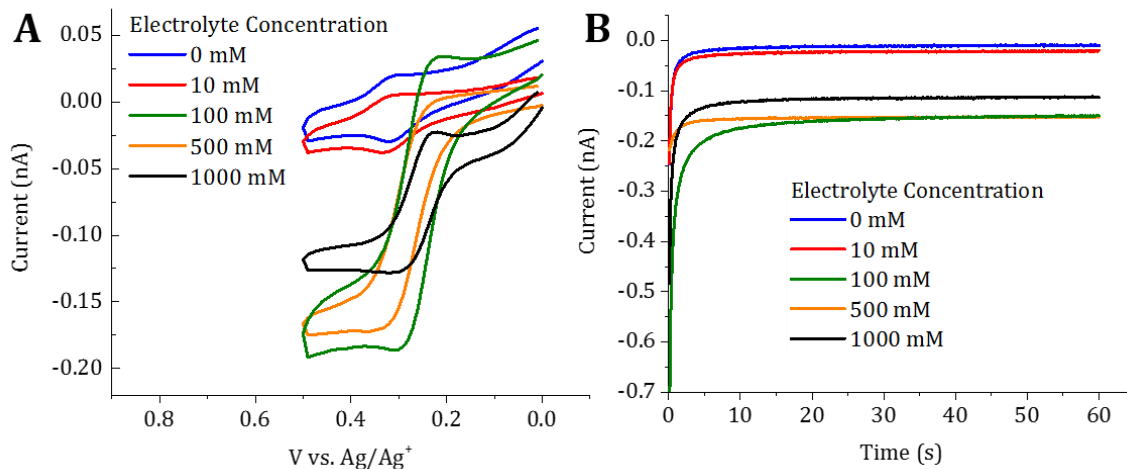 A
Electrolyte Concentration
0 mM
10 mM
100 mM
500 mM
1000 mM
0.05
0.00
-0.05
-0.10
-0.15
-0.20
Current (nA)
0.8
0.6
0.4
0.2
0.0
V vs. Ag/Ag⁺
B
0.0
-0.1
-0.2
-0.3
-0.4
-0.5
-0.6
-0.7
Current (nA)
Electrolyte Concentration
0 mM
10 mM
100 mM
500 mM
1000 mM
0
10
20
30
40
50
60
Time (s)